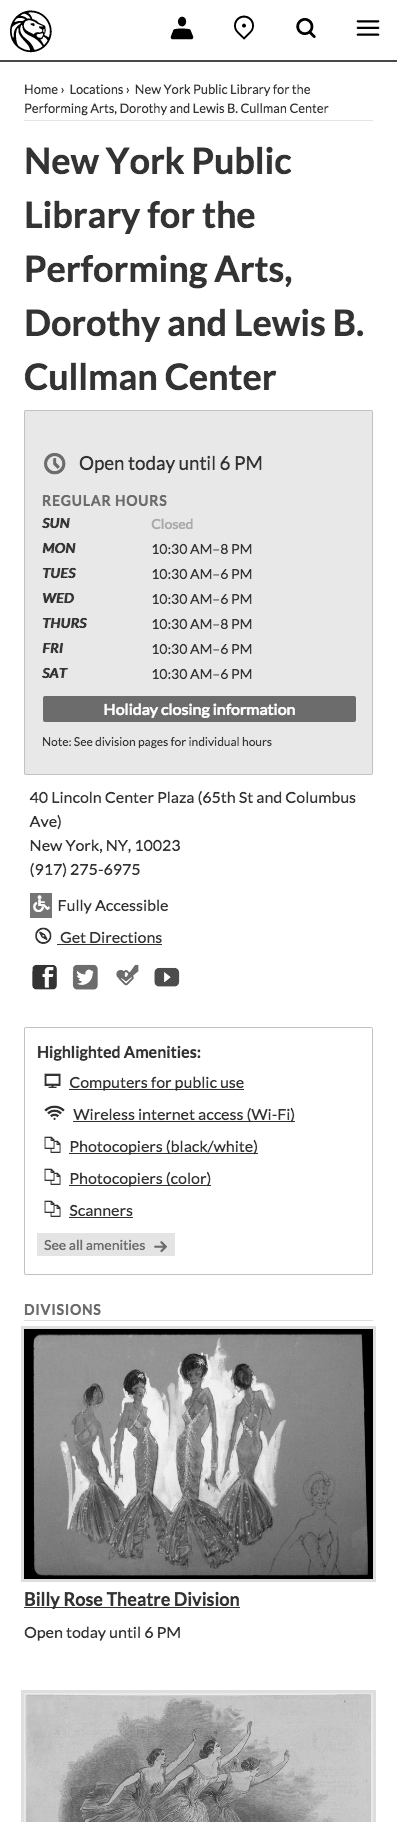 Home › Locations › New York Public Library for the
Performing Arts, Dorothy and Lewis B. Cullman Center
New York Public
Library for the
Performing Arts,
Dorothy and Lewis B.
Cullman Center
Open today until 6 PM
REGULAR HOURS
SUN Closed
MON 10:30 AM–8 PM
TUES 10:30 AM–6 PM
WED 10:30 AM–6 PM
THURS 10:30 AM–8 PM
FRI 10:30 AM–6 PM
SAT 10:30 AM–6 PM
Holiday closing information
Note: See division pages for individual hours
40 Lincoln Center Plaza (65th St and Columbus
Ave)
New York, NY, 10023
(917) 275-6975
Fully Accessible
Get Directions
Highlighted Amenities:
Computers for public use
Wireless internet access (Wi-Fi)
Photocopiers (black/white)
Photocopiers (color)
Scanners
See all amenities →
DIVISIONS
Billy Rose Theatre Division
Open today until 6 PM